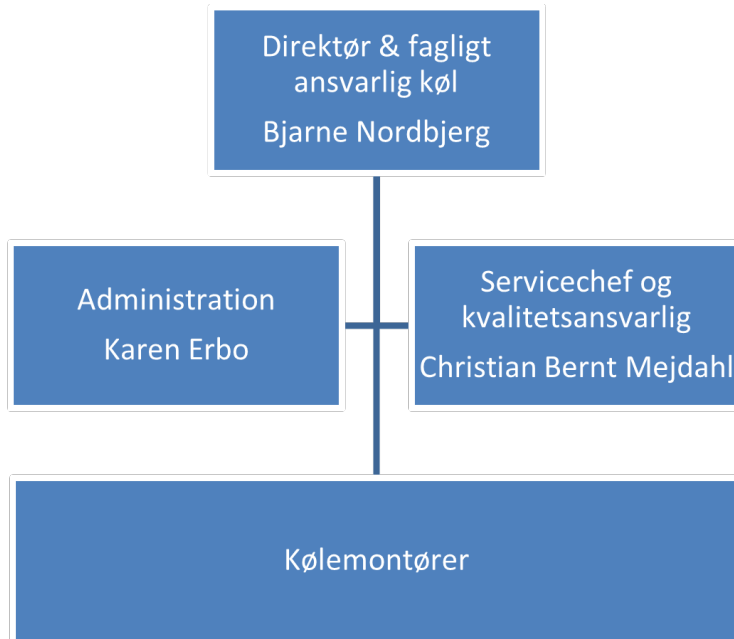 Direktør & fagligt
ansvarlig køl
Bjarne Nordbjerg
Administration
Karen Erbo
Servicechef og
kvalitetsansvarlig
Christian Bernt Mejdahl
Kølemontører